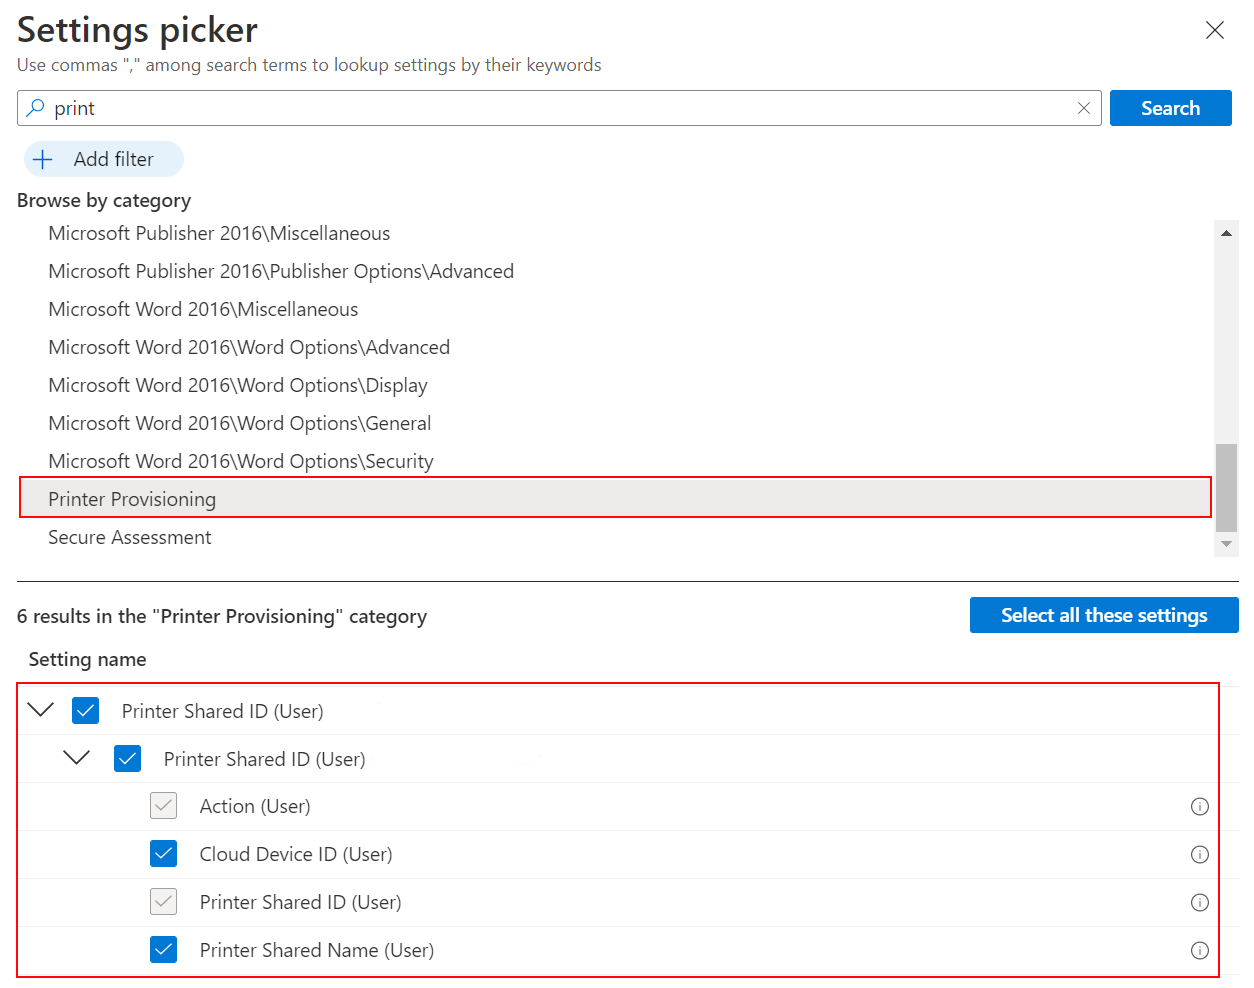 Settings picker
Use commas "," among search terms to lookup settings by their keywords
print
Search
Add filter
Browse by category
Microsoft Publisher 2016\Miscellaneous
Microsoft Publisher 2016\Publisher Options\Advanced
Microsoft Word 2016\Miscellaneous
Microsoft Word 2016\Word Options\Advanced
Microsoft Word 2016\Word Options\Display
Microsoft Word 2016\Word Options\General
Microsoft Word 2016\Word Options\Security
Printer Provisioning
Secure Assessment
6 results in the "Printer Provisioning" category
Select all these settings
Setting name
Printer Shared ID (User)
Printer Shared ID (User)
Action (User)
Cloud Device ID (User)
Printer Shared ID (User)
Printer Shared Name (User)